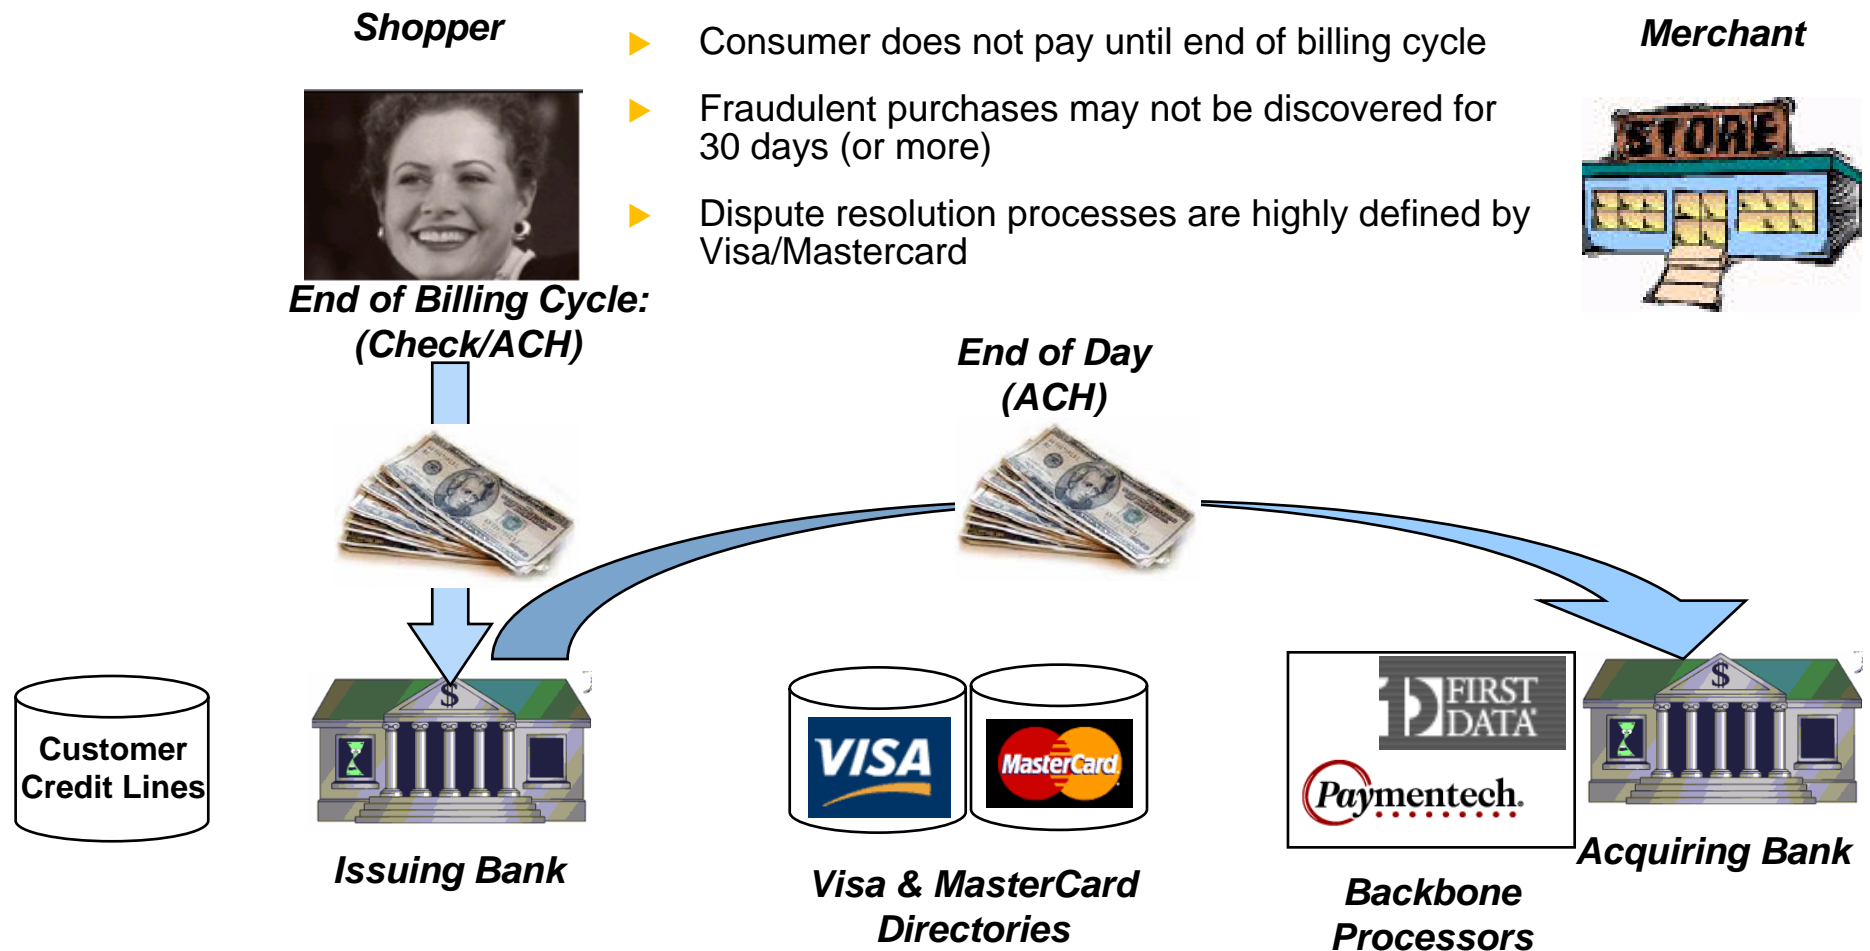 Shopper
Consumer does not pay until end of billing cycle
Merchant
Fraudulent purchases may not be discovered for
30 days (or more)
STORE
Dispute resolution processes are highly defined by
Visa/Mastercard
End of Billing Cycle:
(Check/ACH)
End of Day
(ACH)
Customer
Credit Lines
$
Issuing Bank
VISA
MasterCard
Visa & MasterCard
Directories
FIRST
DATA
Paymentech.
Backbone
Processors
$
Acquiring Bank